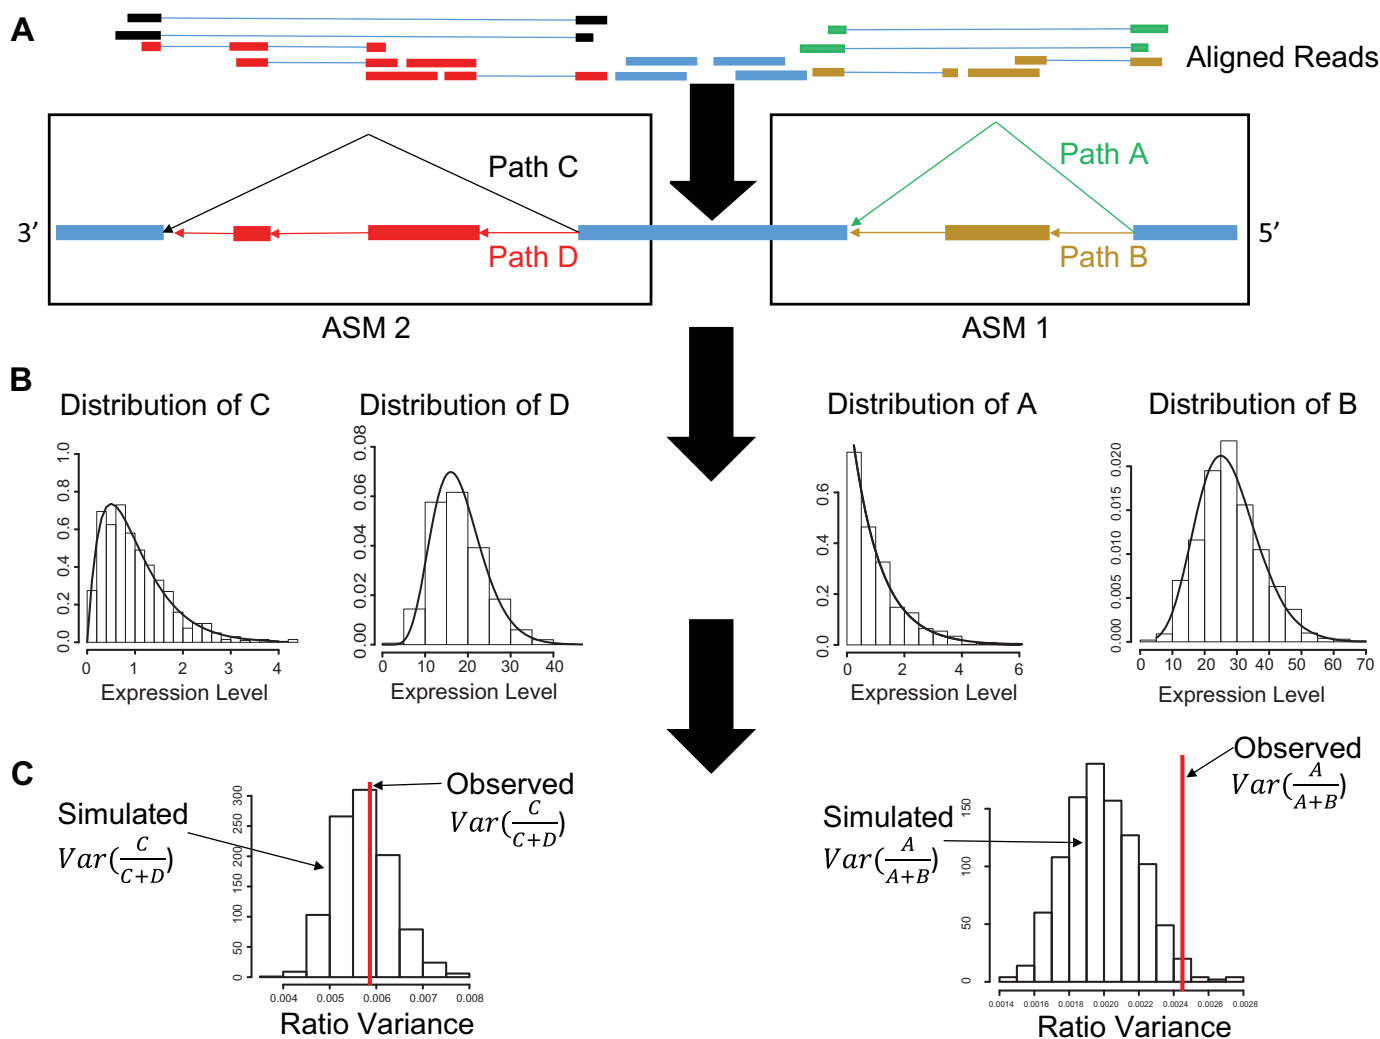 A
Aligned Reads
Path C
Path A
3’
5’
Path D
Path B
ASM 2
ASM 1
B
Distribution of C
Distribution of D
Distribution of A
Distribution of B
0.0 0.2 0.4 0.6 0.8 1.0
0 1 2 3 4
Expression Level
0.00 0.02 0.04 0.06 0.08
0 10 20 30 40
Expression Level
0.0 0.2 0.4 0.6
0 2 4 6
Expression Level
0.000 0.005 0.010 0.015 0.020
0 10 20 30 40 50 60 70
Expression Level
C
Simulated
Var(C/C+D)
Observed
Var(C/C+D)
0 50 100 150 200 250 300
0.004 0.005 0.006 0.007 0.008
Ratio Variance
Simulated
Var(A/A+B)
Observed
Var(A/A+B)
0 50 100 150
0.0014 0.0016 0.0018 0.0020 0.0022 0.0024 0.0026 0.0028
Ratio Variance